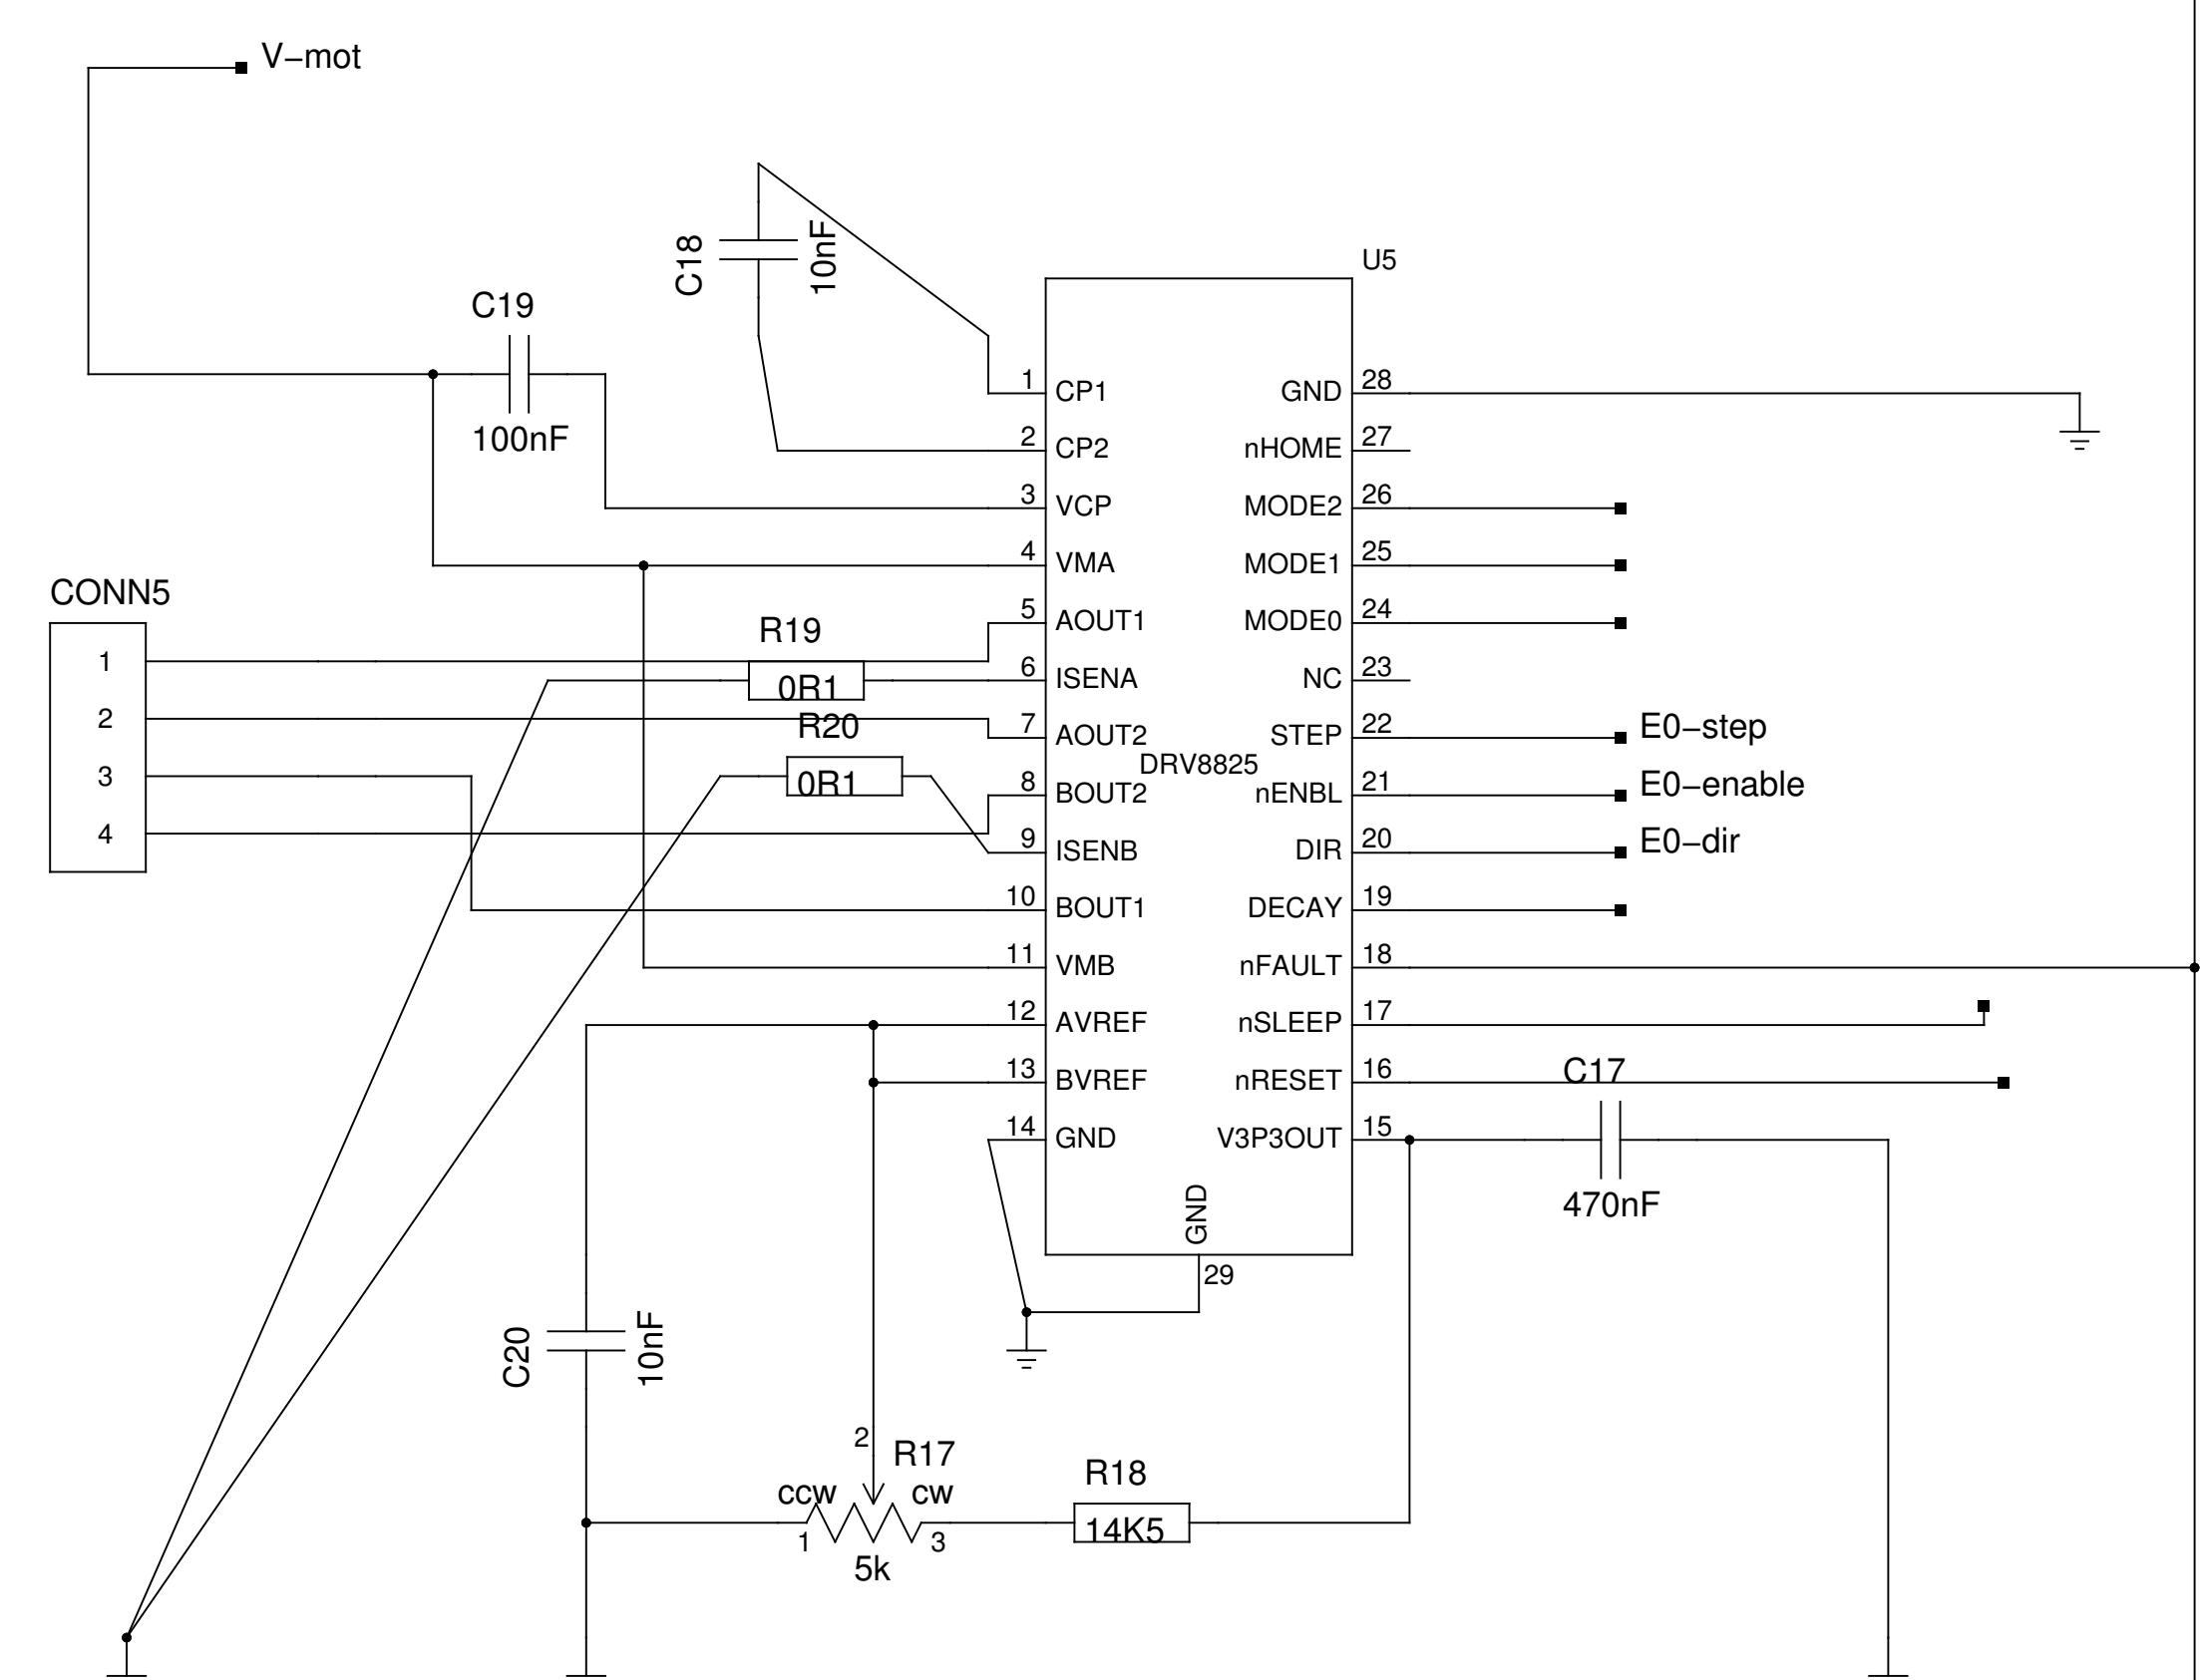 V−mot
C18
10nF
U5
C19
100nF
1 CP1
GND 28
2 CP2
nHOME 27
3 VCP
MODE2 26
4 VMA
MODE1 25
CONN5
1
2
3
4
R19
0R1
R20
0R1
5 AOUT1
MODE0 24
6 ISENA
NC 23
7 AOUT2
STEP 22 E0−step
DRV8825
8 BOUT2
nENBL 21 E0−enable
9 ISENB
DIR 20 E0−dir
10 BOUT1
DECAY 19
11 VMB
nFAULT 18
12 AVREF
nSLEEP 17
13 BVREF
nRESET 16
14 GND
V3P3OUT 15
C17
470nF
GND
29
C20
10nF
2
R17
ccw
cw
1
3
5k
R18
14K5